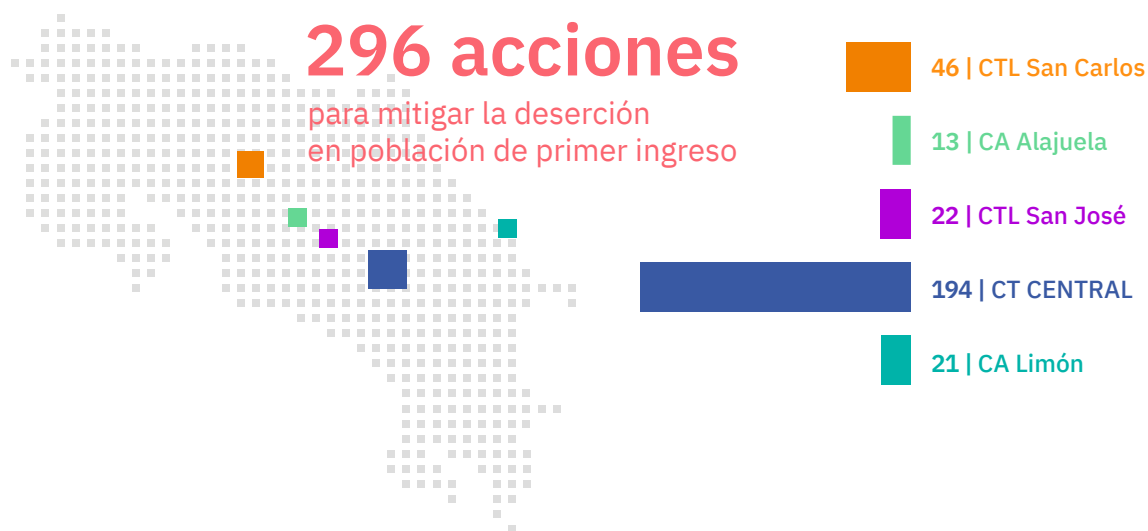 296 acciones
para mitigar la deserción
en población de primer ingreso
46 | CTL San Carlos
13 | CA Alajuela
22 | CTL San José
194 | CT CENTRAL
21 | CA Limón